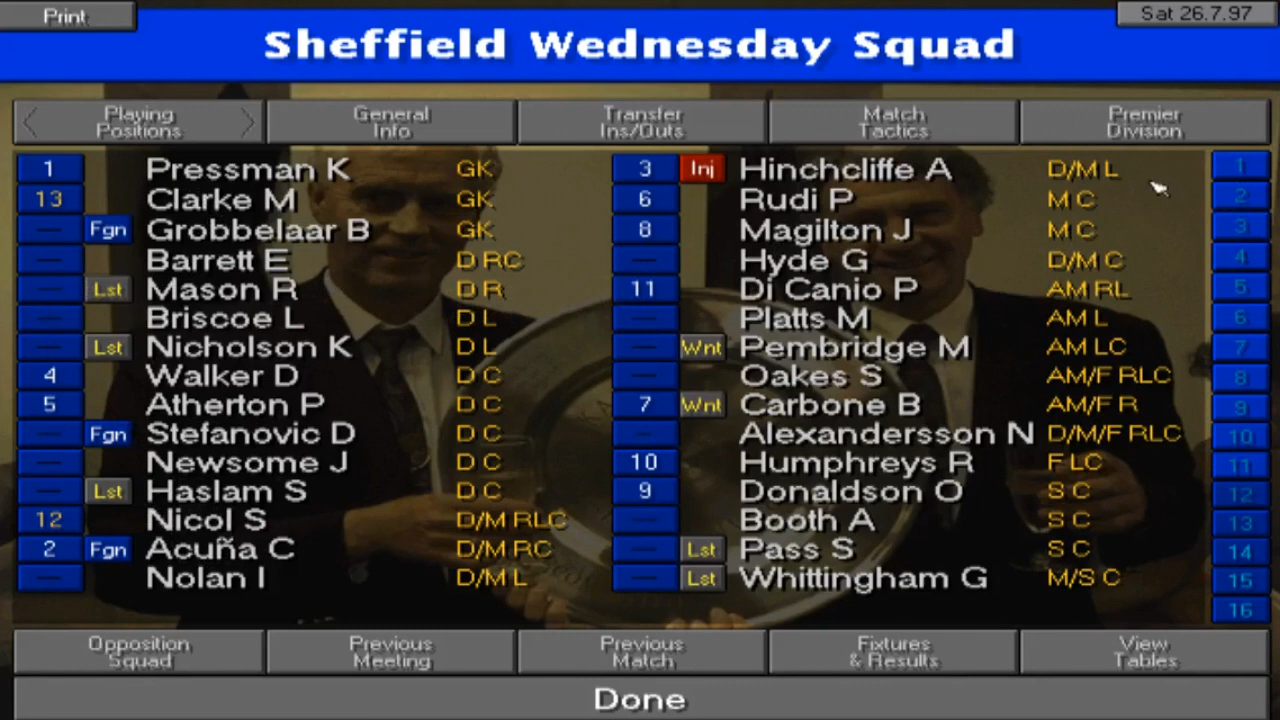 Print
Sat 26.7.97
Sheffield Wednesday Squad
Playing Positions
General Info
Transfer Ins/Outs
Match Tactics
Premier Division
1 Pressman K GK
13 Clarke M GK
Fgn Grobbelaar B GK
Barrett E D RC
Lst Mason R D R
Briscoe L D L
Lst Nicholson K D L
4 Walker D D C
5 Atherton P D C
Fgn Stefanovic D D C
Newsome J D C
Lst Haslam S D C
12 Nicol S D/M RLC
2 Fgn Acuña C D/M RC
Nolan I D/M L
3 Inj Hinchcliffe A D/M L
6 Rudi P M C
8 Magilton J M C
Hyde G D/M C
11 Di Canio P AM RL
Platts M AM L
Wnt Pembridge M AM LC
Oakes S AM/F RLC
7 Wnt Carbone B AM/F R
Alexandersson N D/M/F RLC
10 Humphreys R F LC
9 Donaldson O S C
Booth A S C
Lst Pass S S C
Lst Whittingham G M/S C
1
2
3
4
5
6
7
8
9
10
11
12
13
14
15
16
Opposition Squad
Previous Meeting
Previous Match
Fixtures & Results
View Tables
Done